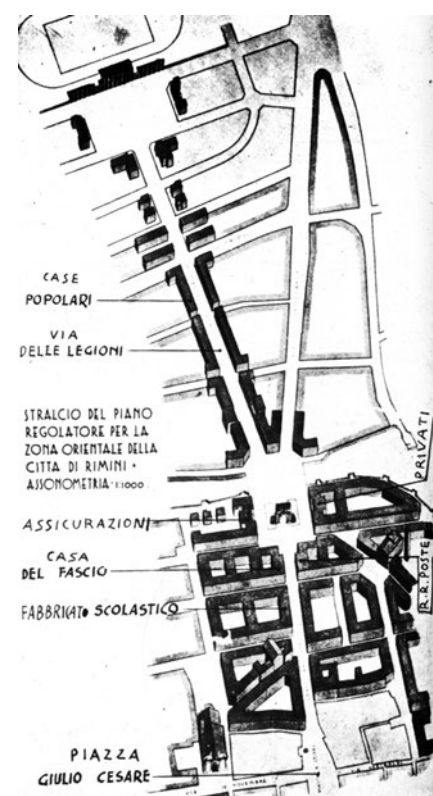 CASE
POPOLARI
VIA
DELLE LEGIONI
STRALCIO DEL PIANO
REGOLATORE PER LA
ZONA ORIENTALE DELLA
CITTA DI RIMINI •
ASSONOMETRIA 1:1000
PRIVATI
ASSICURAZIONI
CASA
DEL FASCIO
R.R. POSTE
FABBRICATO SCOLASTICO
PIAZZA
GIULIO CESARE
NOVEMBRE